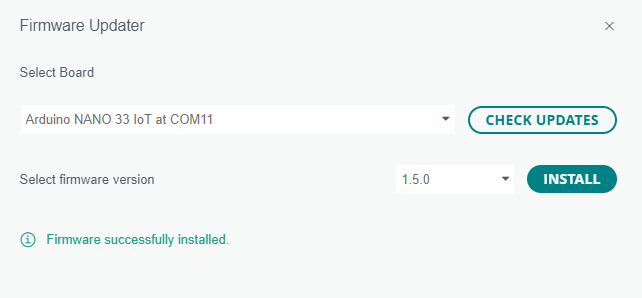 Firmware Updater
Select Board
Arduino NANO 33 IoT at COM11
CHECK UPDATES
Select firmware version
1.5.0
INSTALL
Firmware successfully installed.